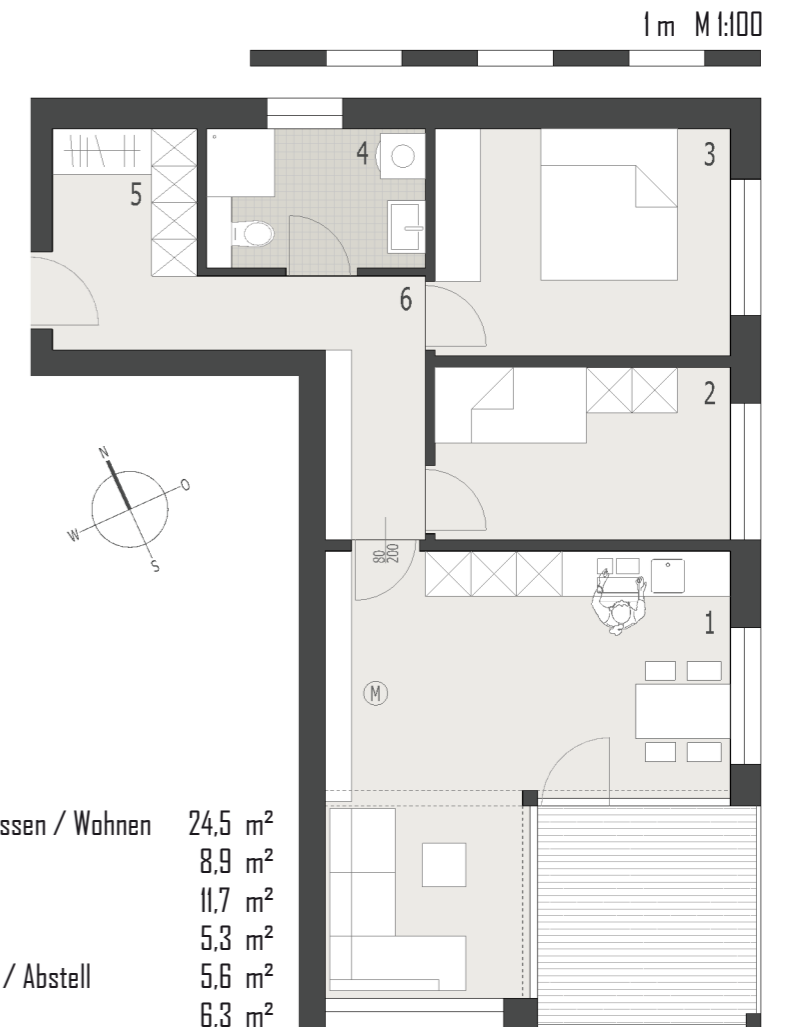 1 m M 1:100
4
3
5
6
2
N
O
W
S
80
200
1
M
ssen / Wohnen 24,5 m²
8,9 m²
11,7 m²
5,3 m²
/ Abstell 5,6 m²
6,3 m²